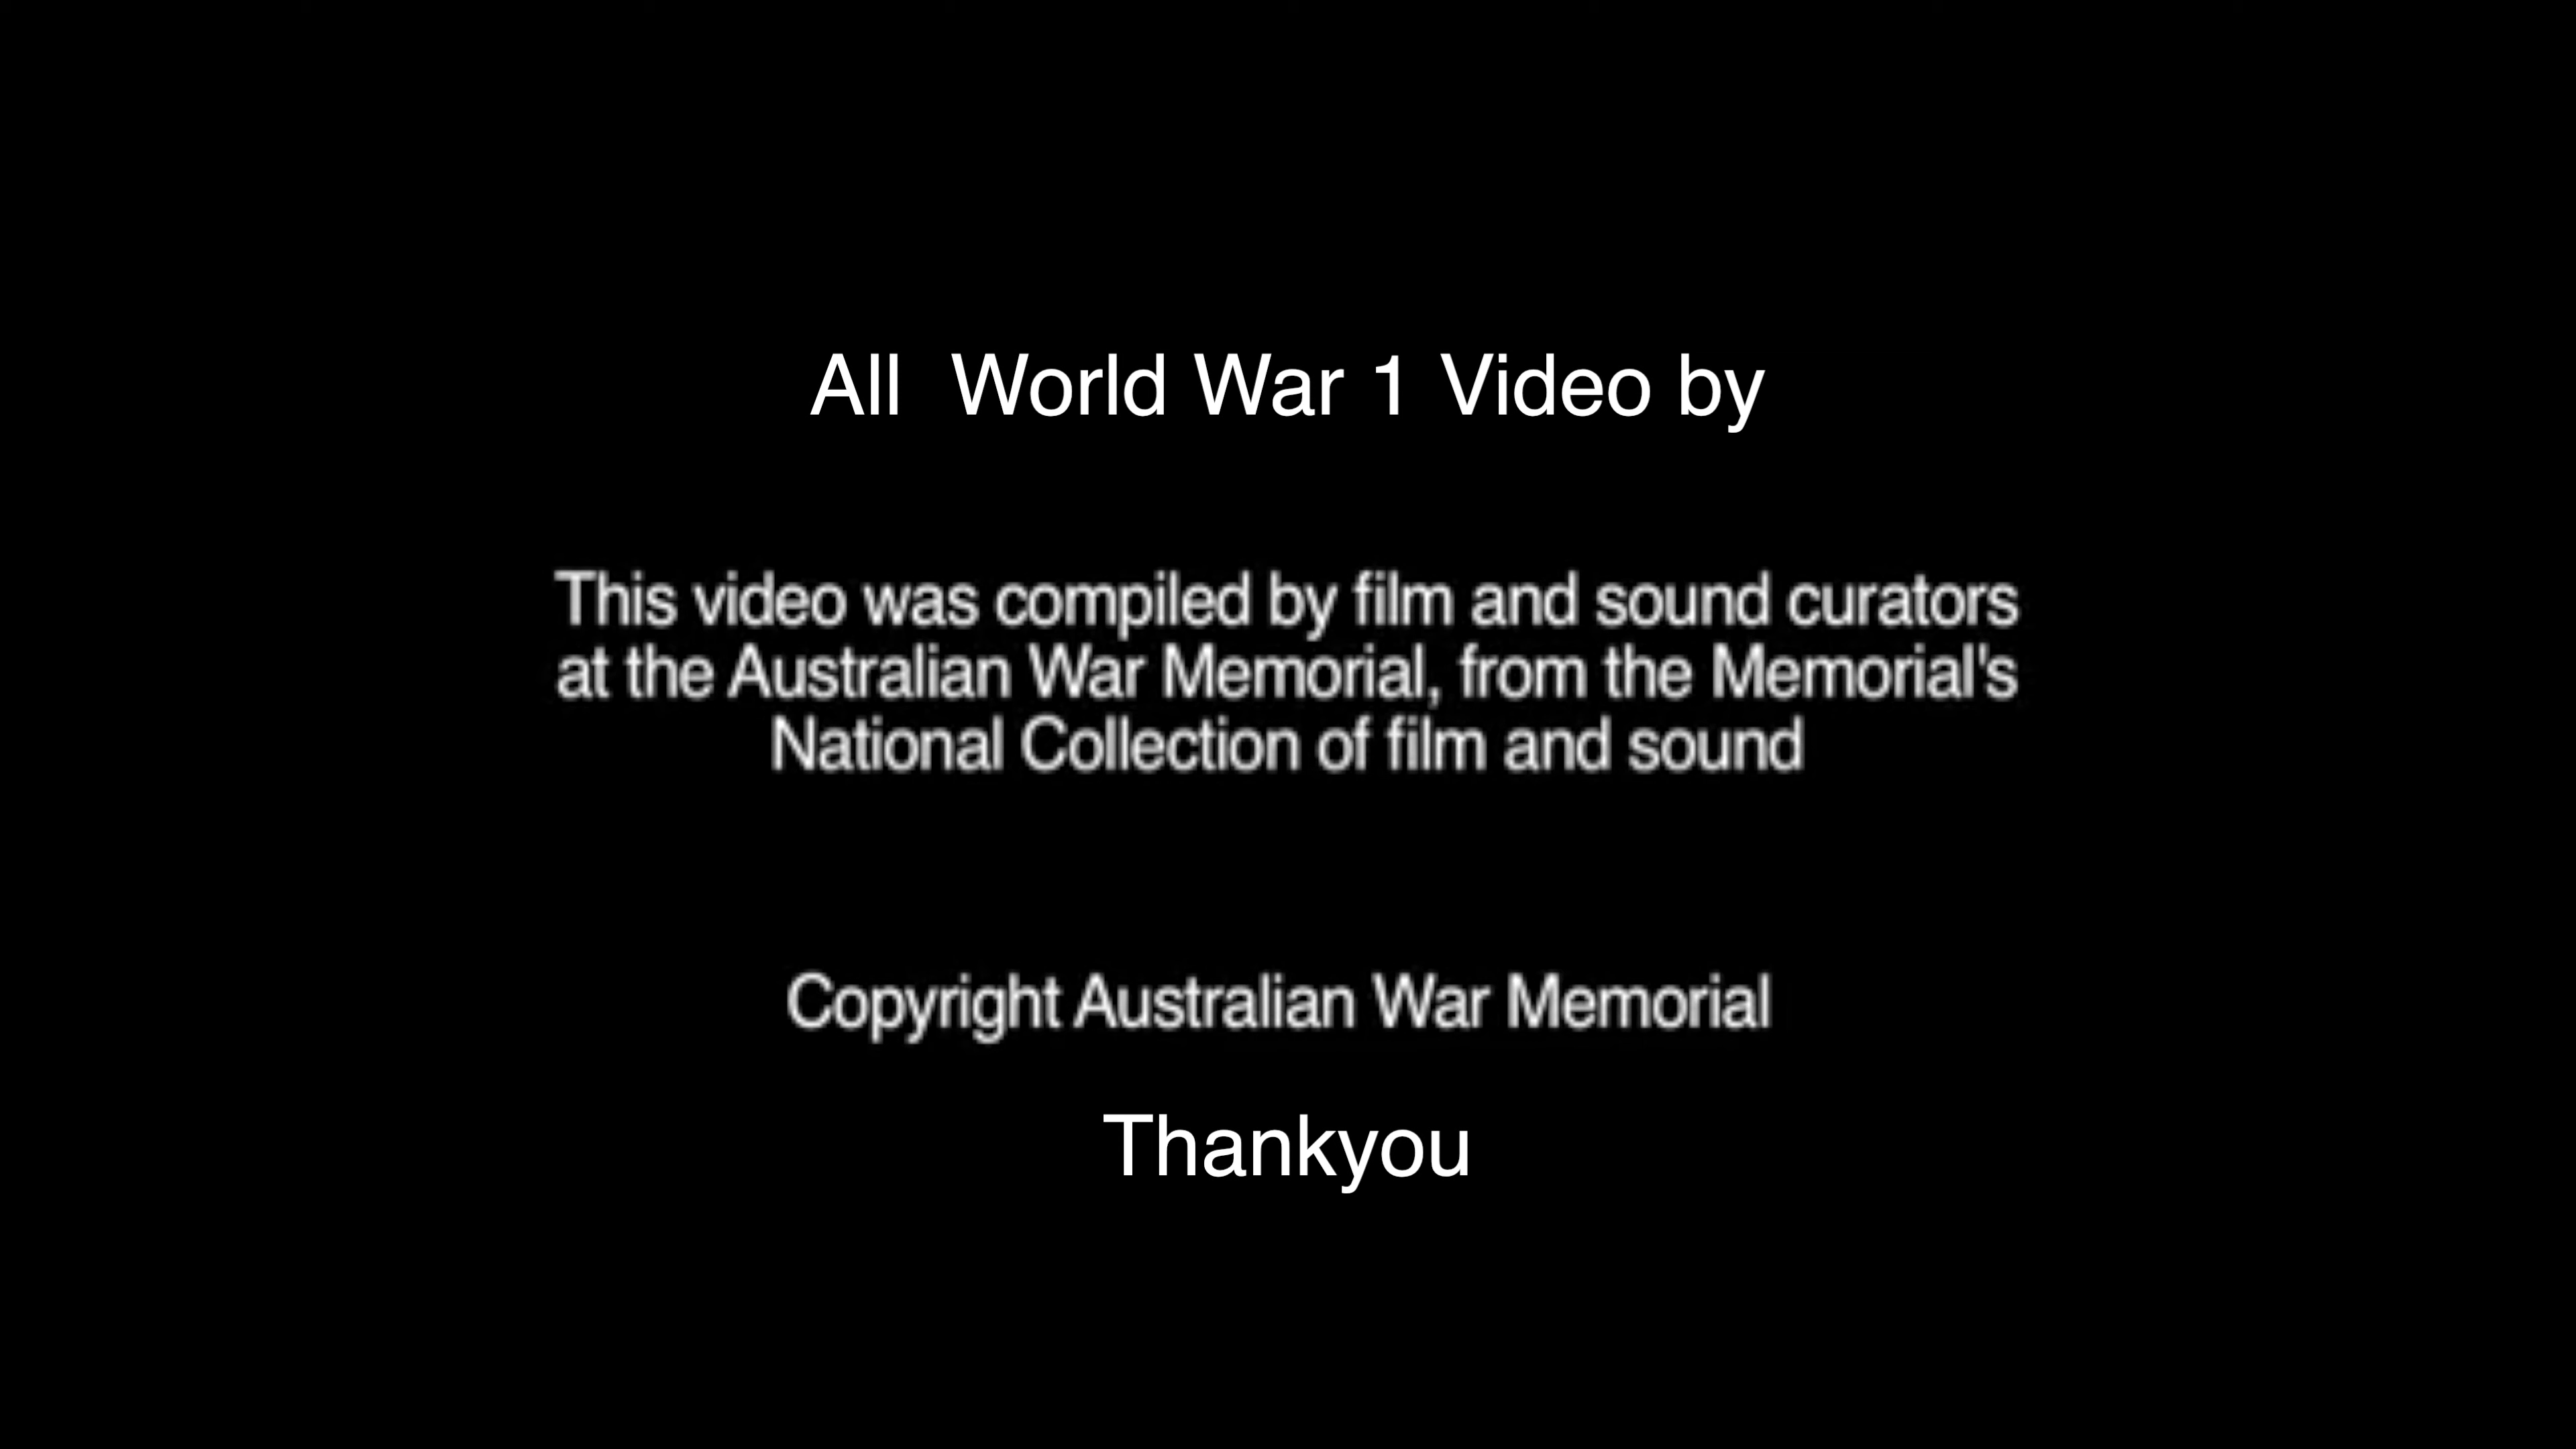 All  World War 1 Video by
This video was compiled by film and sound curators
at the Australian War Memorial, from the Memorial's
National Collection of film and sound
Copyright Australian War Memorial
Thankyou